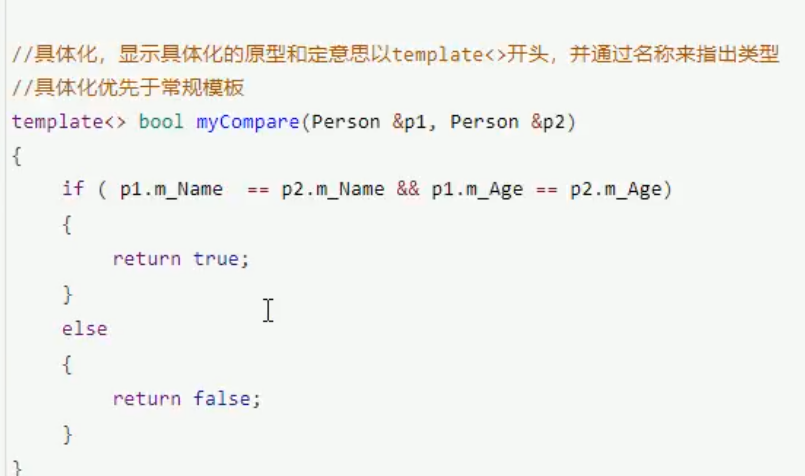 //具体化，显示具体化的原型和定意思以template<>开头，并通过名称来指出类型
//具体化优先于常规模板
template<> bool myCompare(Person &p1, Person &p2)
{
    if ( p1.m_Name  == p2.m_Name && p1.m_Age == p2.m_Age)
    {
        return true;
    }
    else
    {
        return false;
    }
}